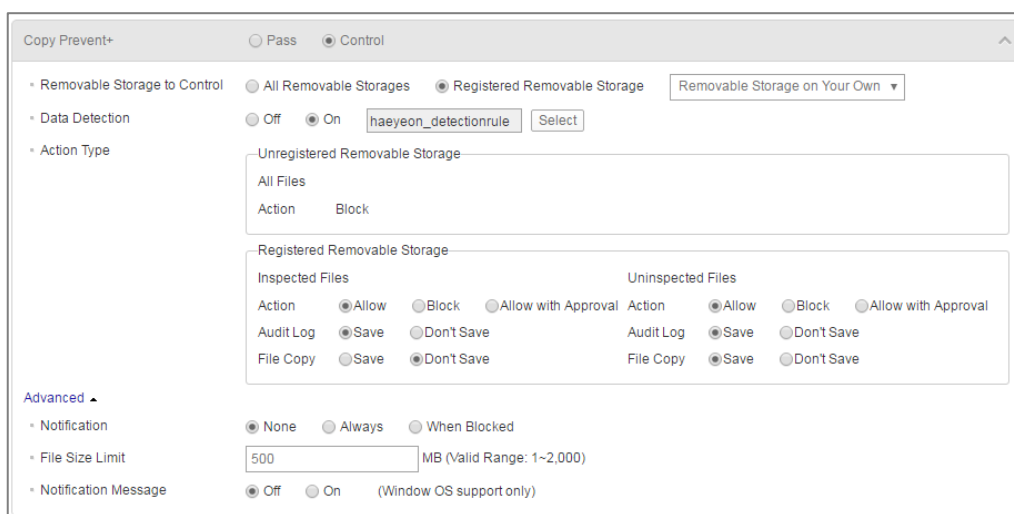 Copy Prevent+ Pass Control
Removable Storage to Control All Removable Storages Registered Removable Storage Removable Storage on Your Own
Data Detection Off On haeyeon_detectionrule Select
Action Type Unregistered Removable Storage
All Files
Action Block
Registered Removable Storage
Inspected Files Uninspected Files
Action Allow Block Allow with Approval Action Allow Block Allow with Approval
Audit Log Save Don't Save Audit Log Save Don't Save
File Copy Save Don't Save File Copy Save Don't Save
Advanced
Notification None Always When Blocked
File Size Limit 500 MB (Valid Range: 1~2,000)
Notification Message Off On (Window OS support only)